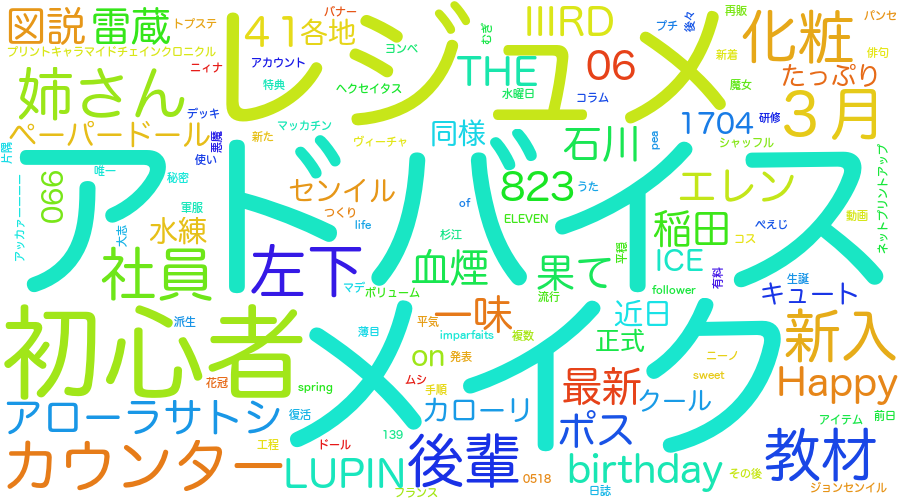 図説
雷蔵
トプステ
プリントキャラマイドチェインクロニクル
ニィナ
姉さん
デッキ
ペーパードール
悪魔
片隅
レジュメ
41
各地
バナー
アカウント
特典
ヨンベ
ヘクセイタス
むぎ
THE
水曜日
IIIRD
06
コラム
プチ
後々
再販
パンセ
化粧
新着
俳句
たっぷり
魔女
3月
1704
研修
シャッフル
pea
新た
マッカチン
ヴィーチャ
同様
石川
使い
アドバイス
唯一
秘密
軍服
066
アッカァーーーー
大志
水練
社員
センイル
つくり
life
左下
マデ
ボリューム
of
823
うた
ELEVEN
杉江
血煙
流行
果て
平穏
エレン
稲田
ICE
follower
有料
ぺえじ
コス
動画
ネットプリントアップ
生誕
キュート
初心者
派生
花冠
メイク
薄目
平気
一味
imparfaits
複数
近日
正式
ニーノ
新入
on
発表
ムシ
手順
spring
最新
sweet
Happy
アローラサトシ
復活
カローリ
クール
139
ドール
工程
カウンター
LUPIN
フランス
後輩
0518
ポス
birthday
日誌
その後
教材
アイテム
前日
ジョンセンイル